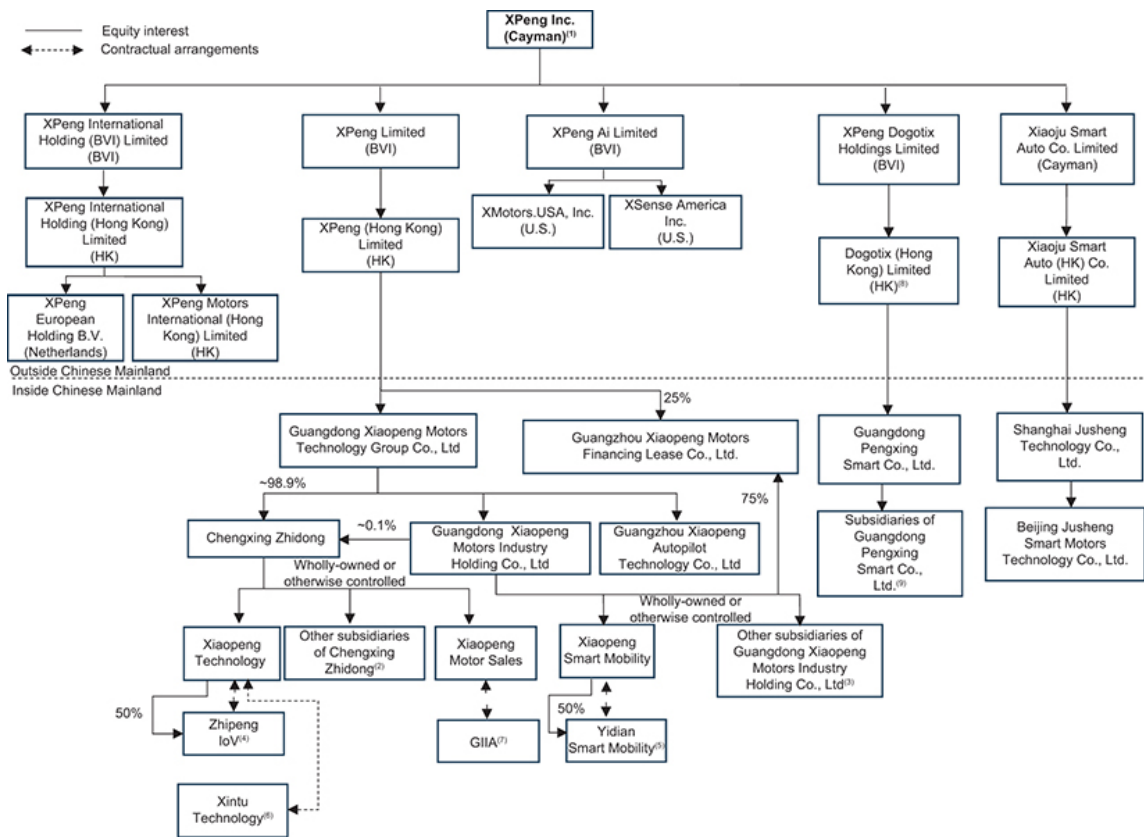 XPeng Inc.
(Cayman)(1)
Equity interest
Contractual arrangements
XPeng International
Holding (BVI) Limited
(BVI)
XPeng Limited
(BVI)
XPeng Ai Limited
(BVI)
XPeng Dogotix
Holdings Limited
(BVI)
Xiaoju Smart
Auto Co. Limited
(Cayman)
XPeng International
Holding (Hong Kong)
Limited
(HK)
XPeng (Hong Kong)
Limited
(HK)
XMotors.USA, Inc.
(U.S.)
XSense America
Inc.
(U.S.)
Dogotix (Hong
Kong) Limited
(HK)(8)
Xiaoju Smart
Auto (HK) Co.
Limited
(HK)
XPeng
European
Holding B.V.
(Netherlands)
XPeng Motors
International (Hong
Kong) Limited
(HK)
Outside Chinese Mainland
Inside Chinese Mainland
25%
Guangdong Xiaopeng Motors
Technology Group Co., Ltd
Guangzhou Xiaopeng Motors
Financing Lease Co., Ltd.
Guangdong
Pengxing
Smart Co., Ltd.
Shanghai Jusheng
Technology Co.,
Ltd.
~98.9%
75%
Chengxing Zhidong
~0.1%
Guangdong Xiaopeng
Motors Industry
Holding Co., Ltd
Guangzhou Xiaopeng
Autopilot
Technology Co., Ltd
Subsidiaries of
Guangdong
Pengxing
Smart Co.,
Ltd.(9)
Beijing Jusheng
Smart Motors
Technology Co., Ltd.
Wholly-owned or
otherwise controlled
Wholly-owned or
otherwise controlled
Xiaopeng
Technology
Other subsidiaries
of Chengxing
Zhidong(2)
Xiaopeng
Motor Sales
Xiaopeng
Smart Mobility
Other subsidiaries of
Guangdong Xiaopeng
Motors Industry
Holding Co., Ltd(3)
50%
Zhipeng
IoV(4)
GIIA(7)
50%
Yidian
Smart Mobility(5)
Xintu
Technology(6)